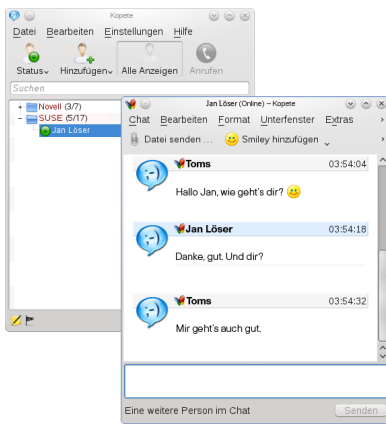 Kopete
Datei Bearbeiten Einstellungen Hilfe
Status Hinzufügen Alle Anzeigen Anrufen
Suchen
Novell (3/7)
SUSE (5/17)
Jan Löser
Jan Löser (Online) – Kopete
Chat Bearbeiten Format Unterfenster Extras
Datei senden ... Smiley hinzufügen
Toms 03:54:04
Hallo Jan, wie geht's dir?
Jan Löser 03:54:18
Danke, gut. Und dir?
Toms 03:54:32
Mir geht's auch gut.
Eine weitere Person im Chat Senden